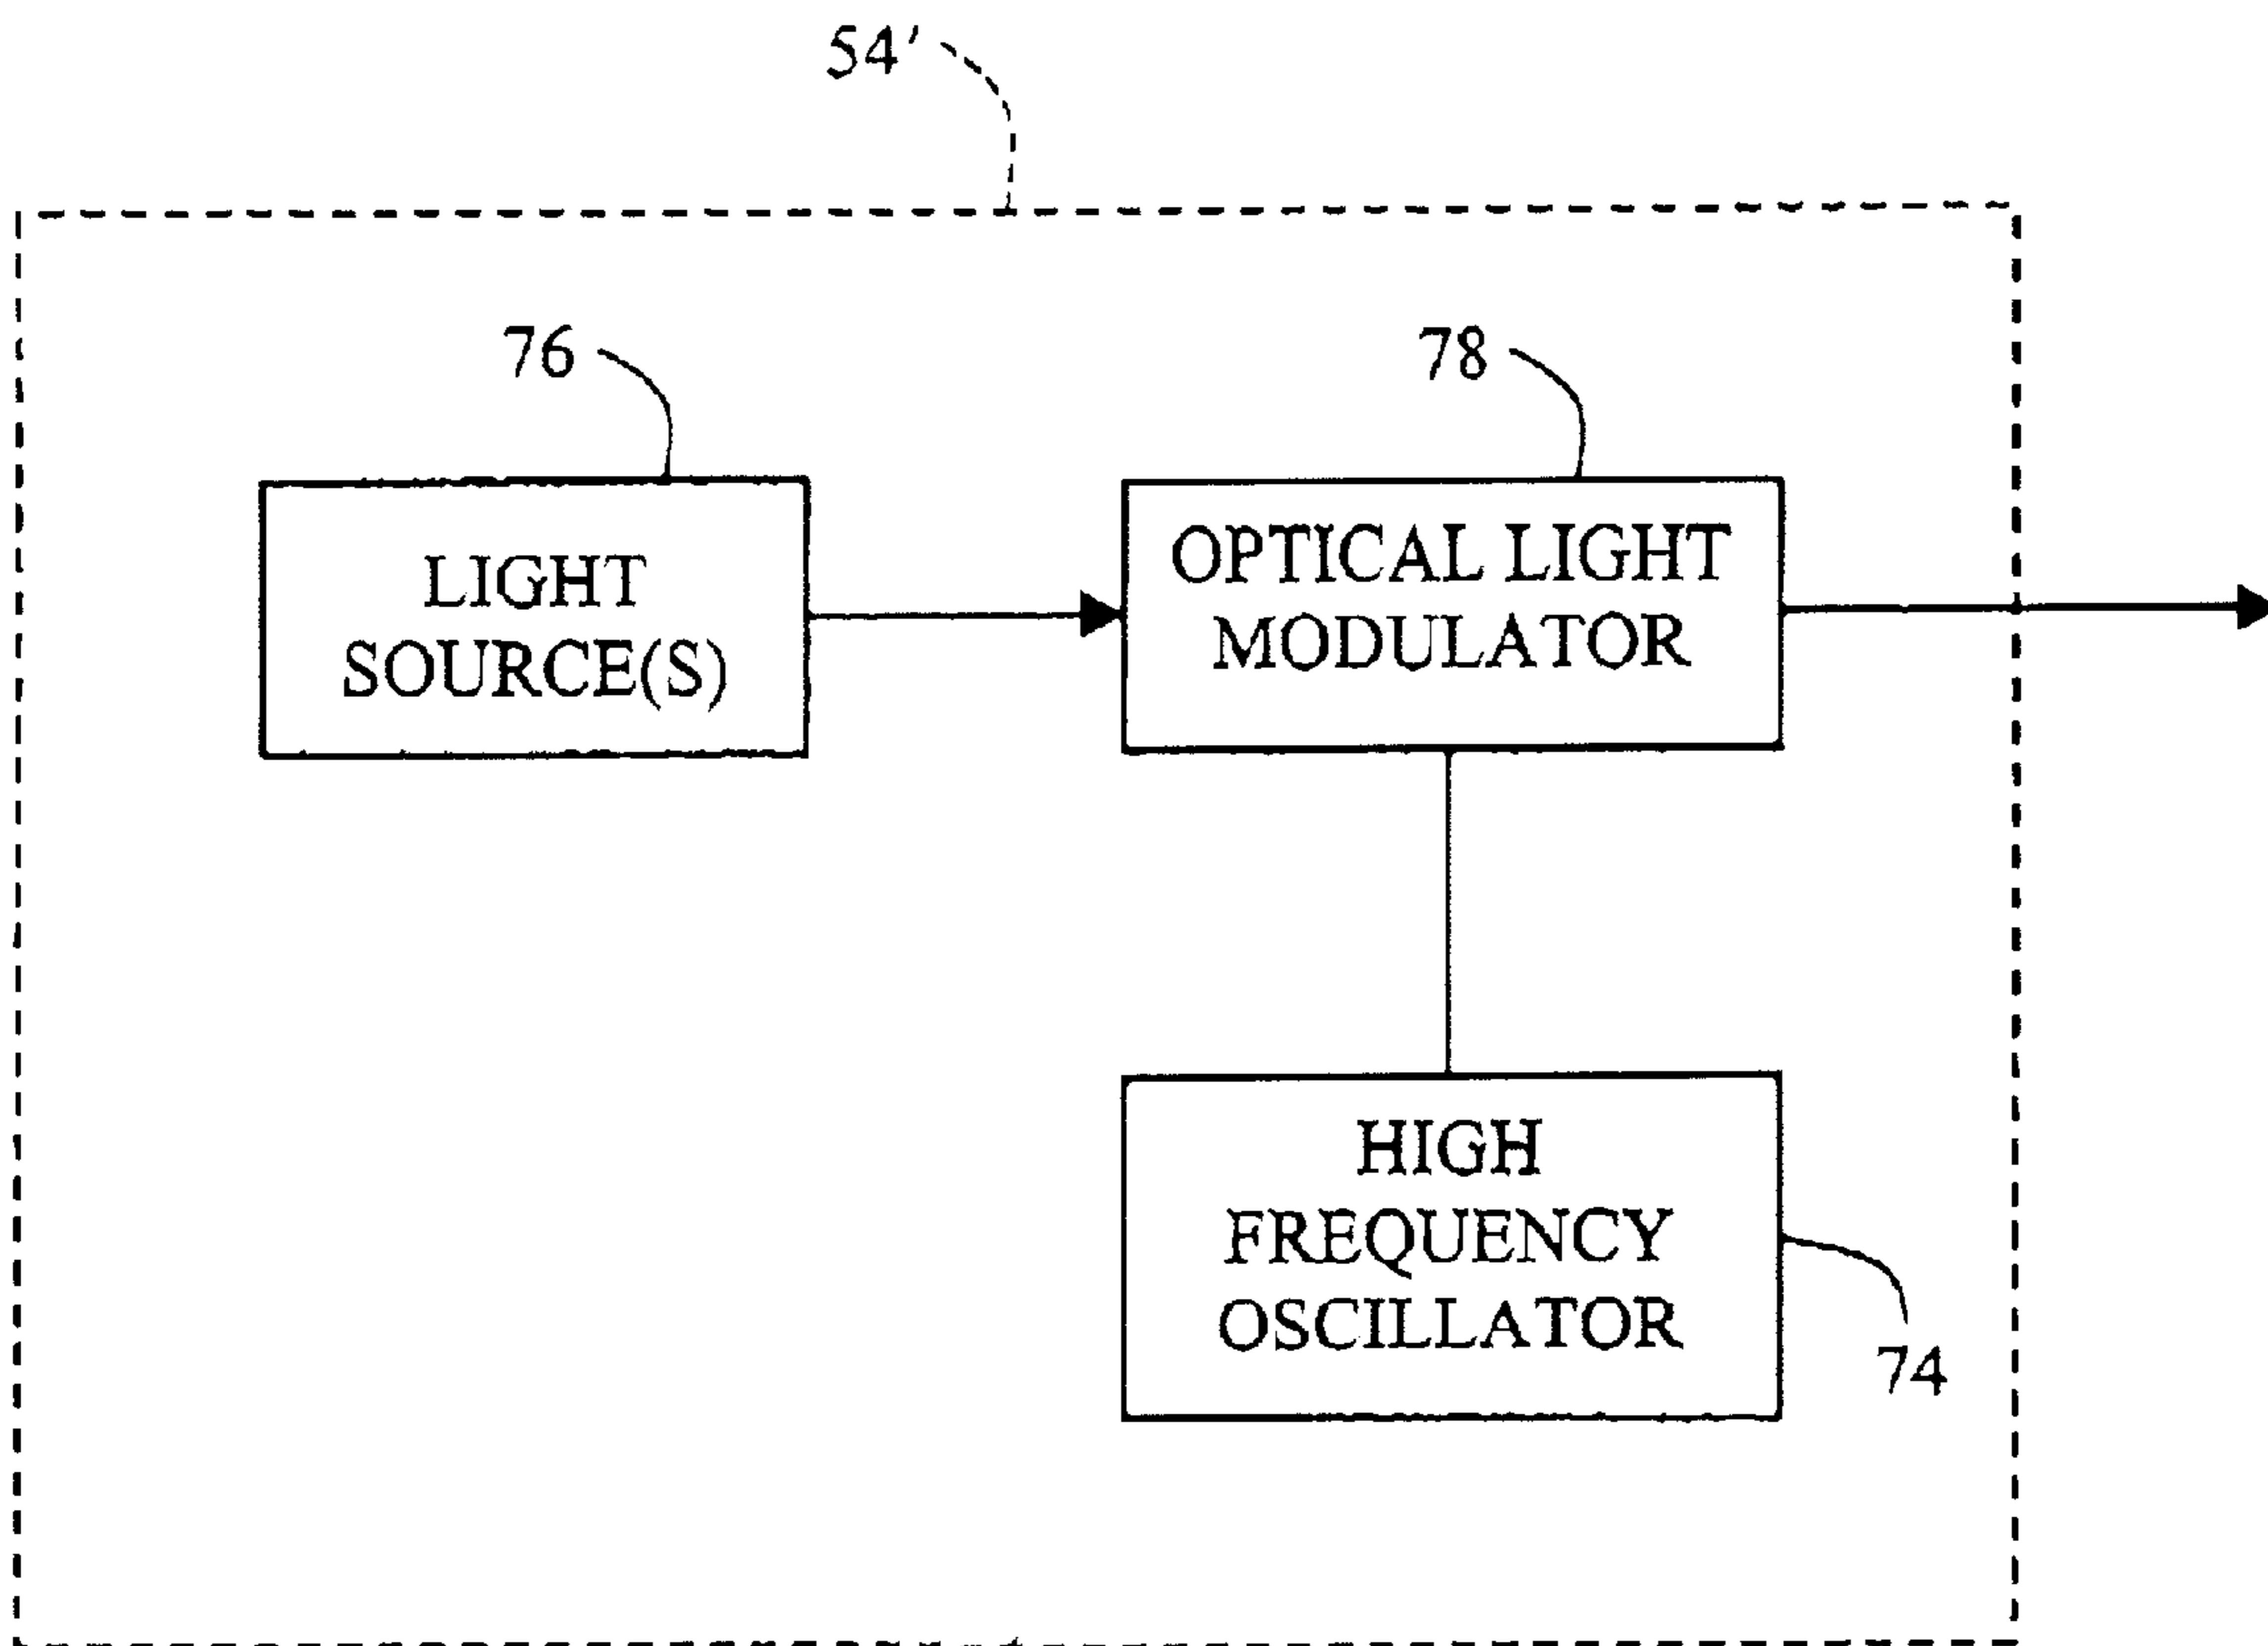 54′
76
78
LIGHT
SOURCE(S)
OPTICAL LIGHT
MODULATOR
HIGH
FREQUENCY
OSCILLATOR
74